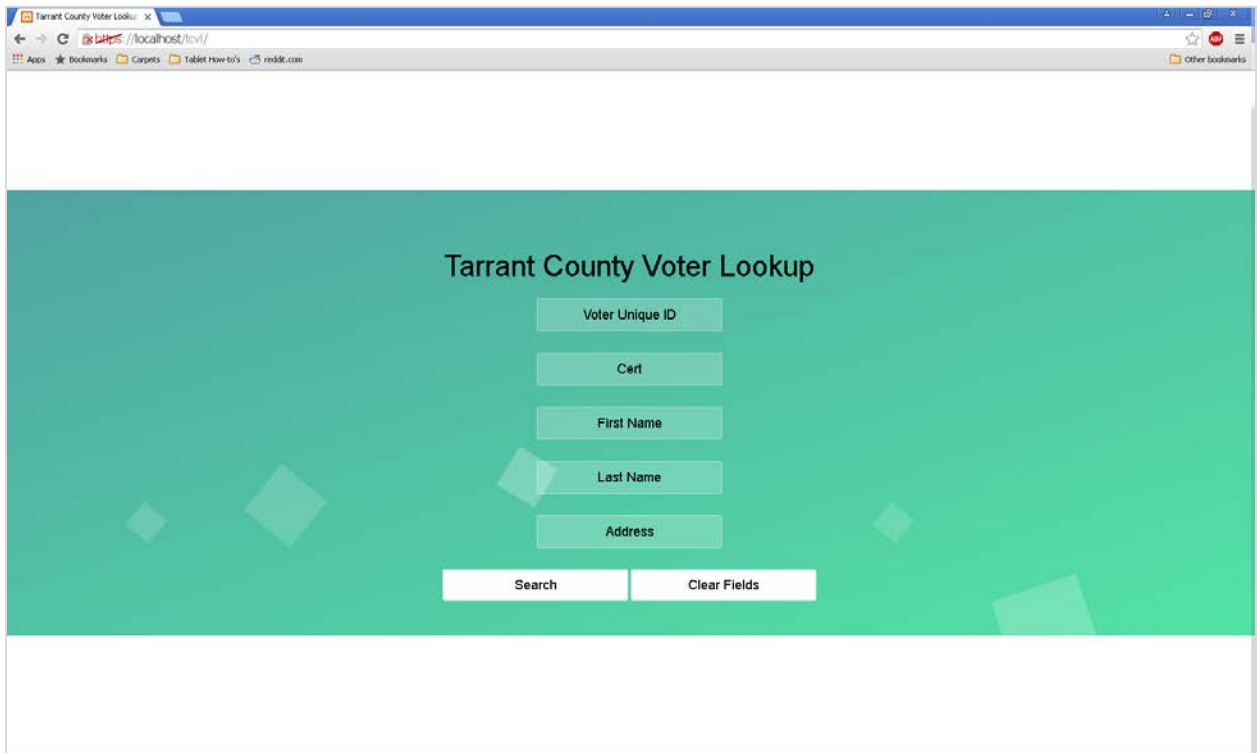 Tarrant County Voter Looku
https://localhost/tcvl/
ABP
Apps Bookmarks Carpets Tablet How-to's reddit.com Other bookmarks
Tarrant County Voter Lookup
Voter Unique ID
Cert
First Name
Last Name
Address
Search Clear Fields